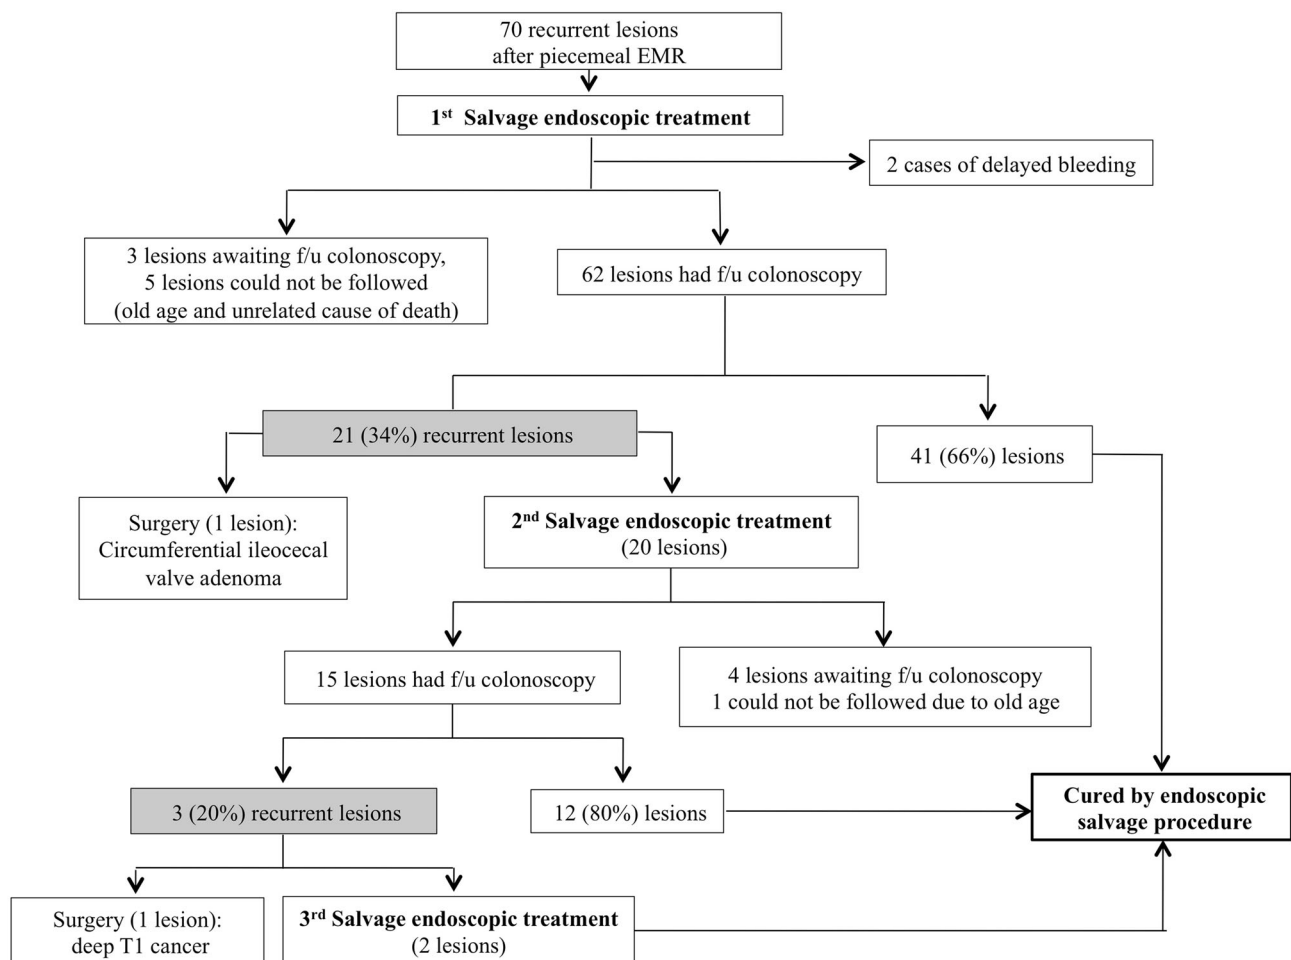 70 recurrent lesions
after piecemeal EMR
1st Salvage endoscopic treatment
2 cases of delayed bleeding
3 lesions awaiting f/u colonoscopy,
5 lesions could not be followed
(old age and unrelated cause of death)
62 lesions had f/u colonoscopy
21 (34%) recurrent lesions
41 (66%) lesions
Surgery (1 lesion):
Circumferential ileocecal
valve adenoma
2nd Salvage endoscopic treatment
(20 lesions)
15 lesions had f/u colonoscopy
4 lesions awaiting f/u colonoscopy
1 could not be followed due to old age
3 (20%) recurrent lesions
12 (80%) lesions
Cured by endoscopic
salvage procedure
Surgery (1 lesion):
deep T1 cancer
3rd Salvage endoscopic treatment
(2 lesions)